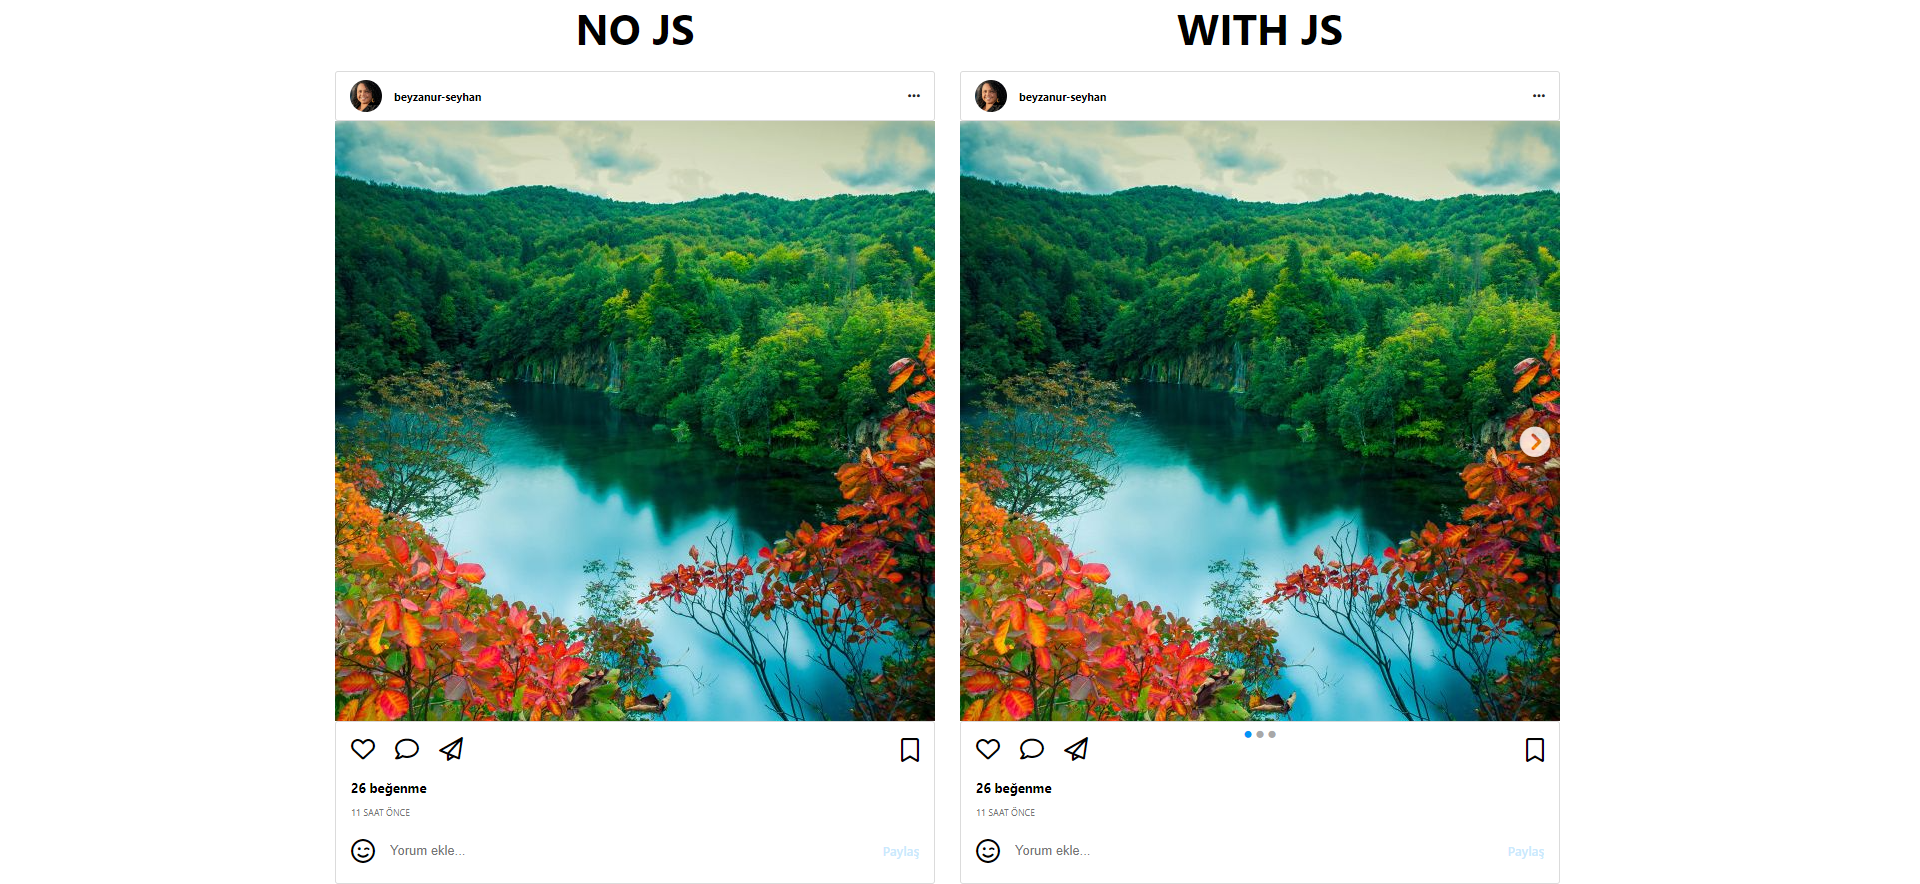 NO JS
beyzanur-seyhan
26 beğenme
11 SAAT ÖNCE
Yorum ekle...
Paylaş
WITH JS
beyzanur-seyhan
26 beğenme
11 SAAT ÖNCE
Yorum ekle...
Paylaş